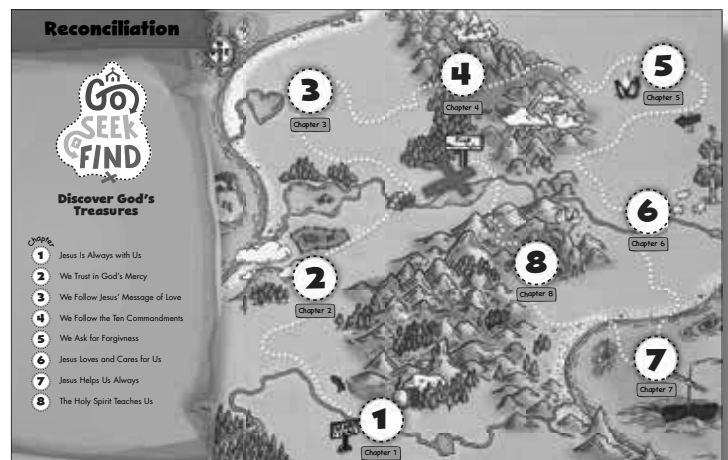 Reconciliation
GO
SEEK
FIND
Discover God's
Treasures
Chapter
1 Jesus Is Always with Us
2 We Trust in God's Mercy
3 We Follow Jesus' Message of Love
4 We Follow the Ten Commandments
5 We Ask for Forgivness
6 Jesus Loves and Cares for Us
7 Jesus Helps Us Always
8 The Holy Spirit Teaches Us
3
Chapter 3
4
Chapter 4
5
Chapter 5
6
Chapter 6
2
Chapter 2
8
Chapter 8
7
Chapter 7
1
Chapter 1